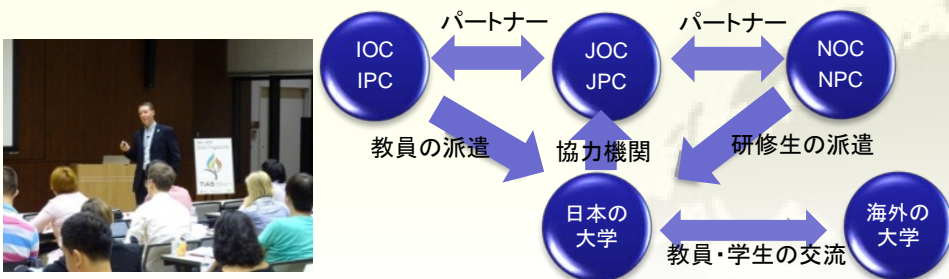 パートナー
パートナー
IOC
IPC
JOC
JPC
NOC
NPC
教員の派遣
協力機関
研修生の派遣
TIAS
日本の
大学
海外の
大学
教員・学生の交流